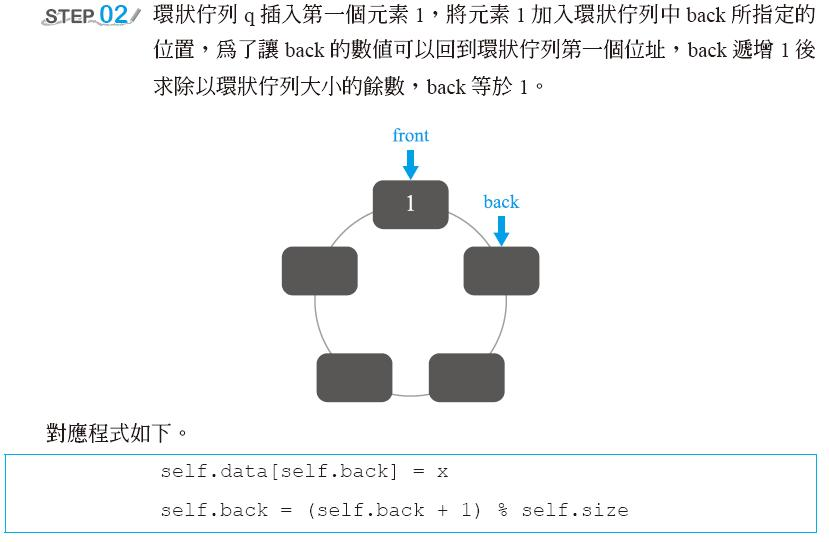 STEP 02 環狀佇列 q 插入第一個元素 1，將元素 1 加入環狀佇列中 back 所指定的
位置，為了讓 back 的數值可以回到環狀佇列第一個位址，back 遞增 1 後
求除以環狀佇列大小的餘數，back 等於 1。
front
1
back
對應程式如下。
self.data[self.back] = x
self.back = (self.back + 1) % self.size